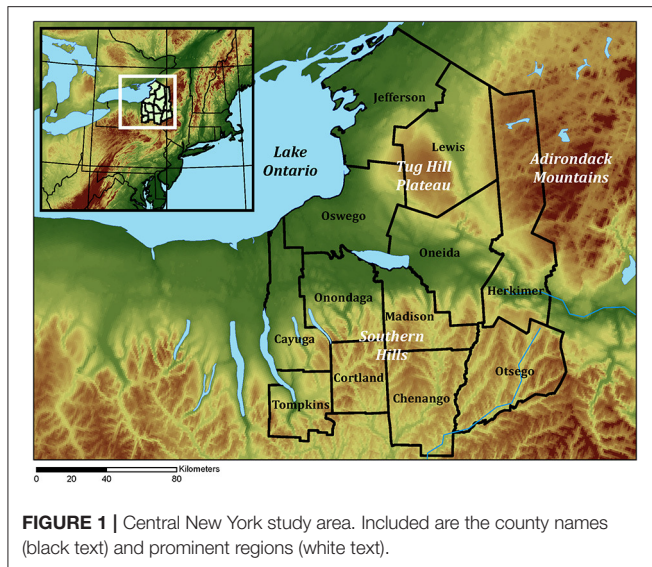 Jefferson
Lewis
Lake
Ontario
Tug Hill
Plateau
Adirondack
Mountains
Oswego
Oneida
Herkimer
Onondaga
Madison
Cayuga
Southern
Hills
Cortland
Otsego
Tompkins
Chenango
Kilometers
0 20 40 80
FIGURE 1 | Central New York study area. Included are the county names
(black text) and prominent regions (white text).